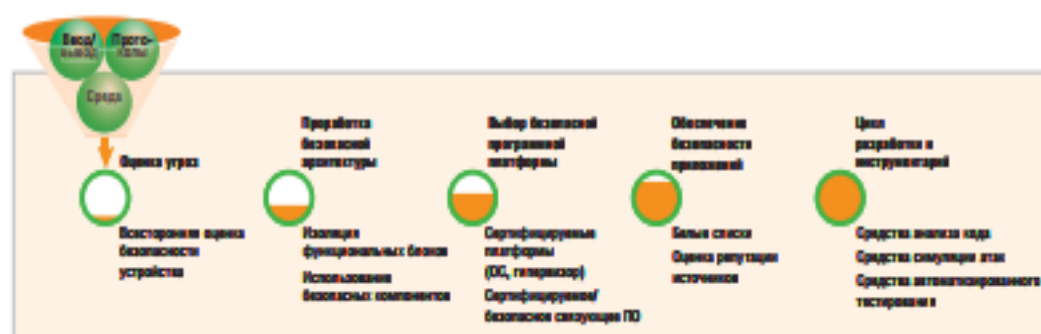 Ввод/
вывод
Прото-
колы
Среда
Оценка угроз
Всесторонняя оценка
безопасности
устройства
Проработка
безопасной
архитектуры
Изоляция
функциональных блоков
Использование
безопасных компонентов
Выбор безопасной
программной
платформы
Сертифицируемые
платформы
(ОС, гипервизор)
Сертифицируемое/
безопасное связующее ПО
Обеспечение
безопасности
приложений
Белые списки
Оценка репутации
источников
Цикл
разработки и
инструментарий
Средства анализа кода
Средства симуляции атак
Средства автоматизированного
тестирования